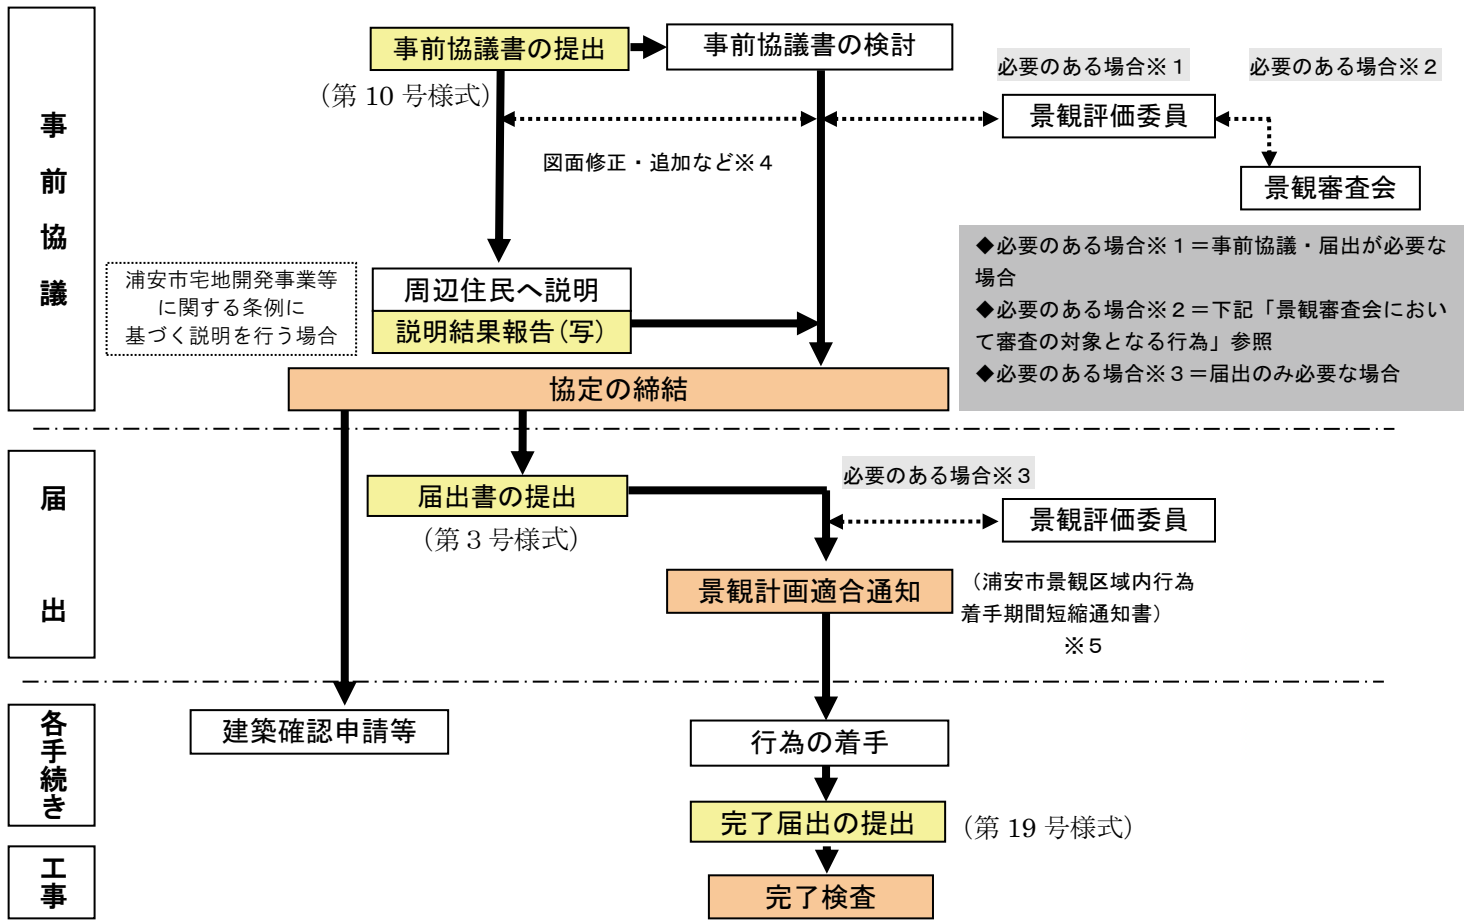 事前協議
事前協議書の提出
事前協議書の検討
(第 10 号様式)
必要のある場合※１
必要のある場合※２
景観評価委員
図面修正・追加など※４
景観審査会
◆必要のある場合※１＝事前協議・届出が必要な
場合
◆必要のある場合※２＝下記「景観審査会におい
て審査の対象となる行為」参照
◆必要のある場合※３＝届出のみ必要な場合
浦安市宅地開発事業等
に関する条例に
基づく説明を行う場合
周辺住民へ説明
説明結果報告(写)
協定の締結
届出
届出書の提出
(第 3 号様式)
必要のある場合※３
景観評価委員
景観計画適合通知
（浦安市景観区域内行為
着手期間短縮通知書）
※５
各手続き
建築確認申請等
行為の着手
完了届出の提出
(第 19 号様式)
工事
完了検査